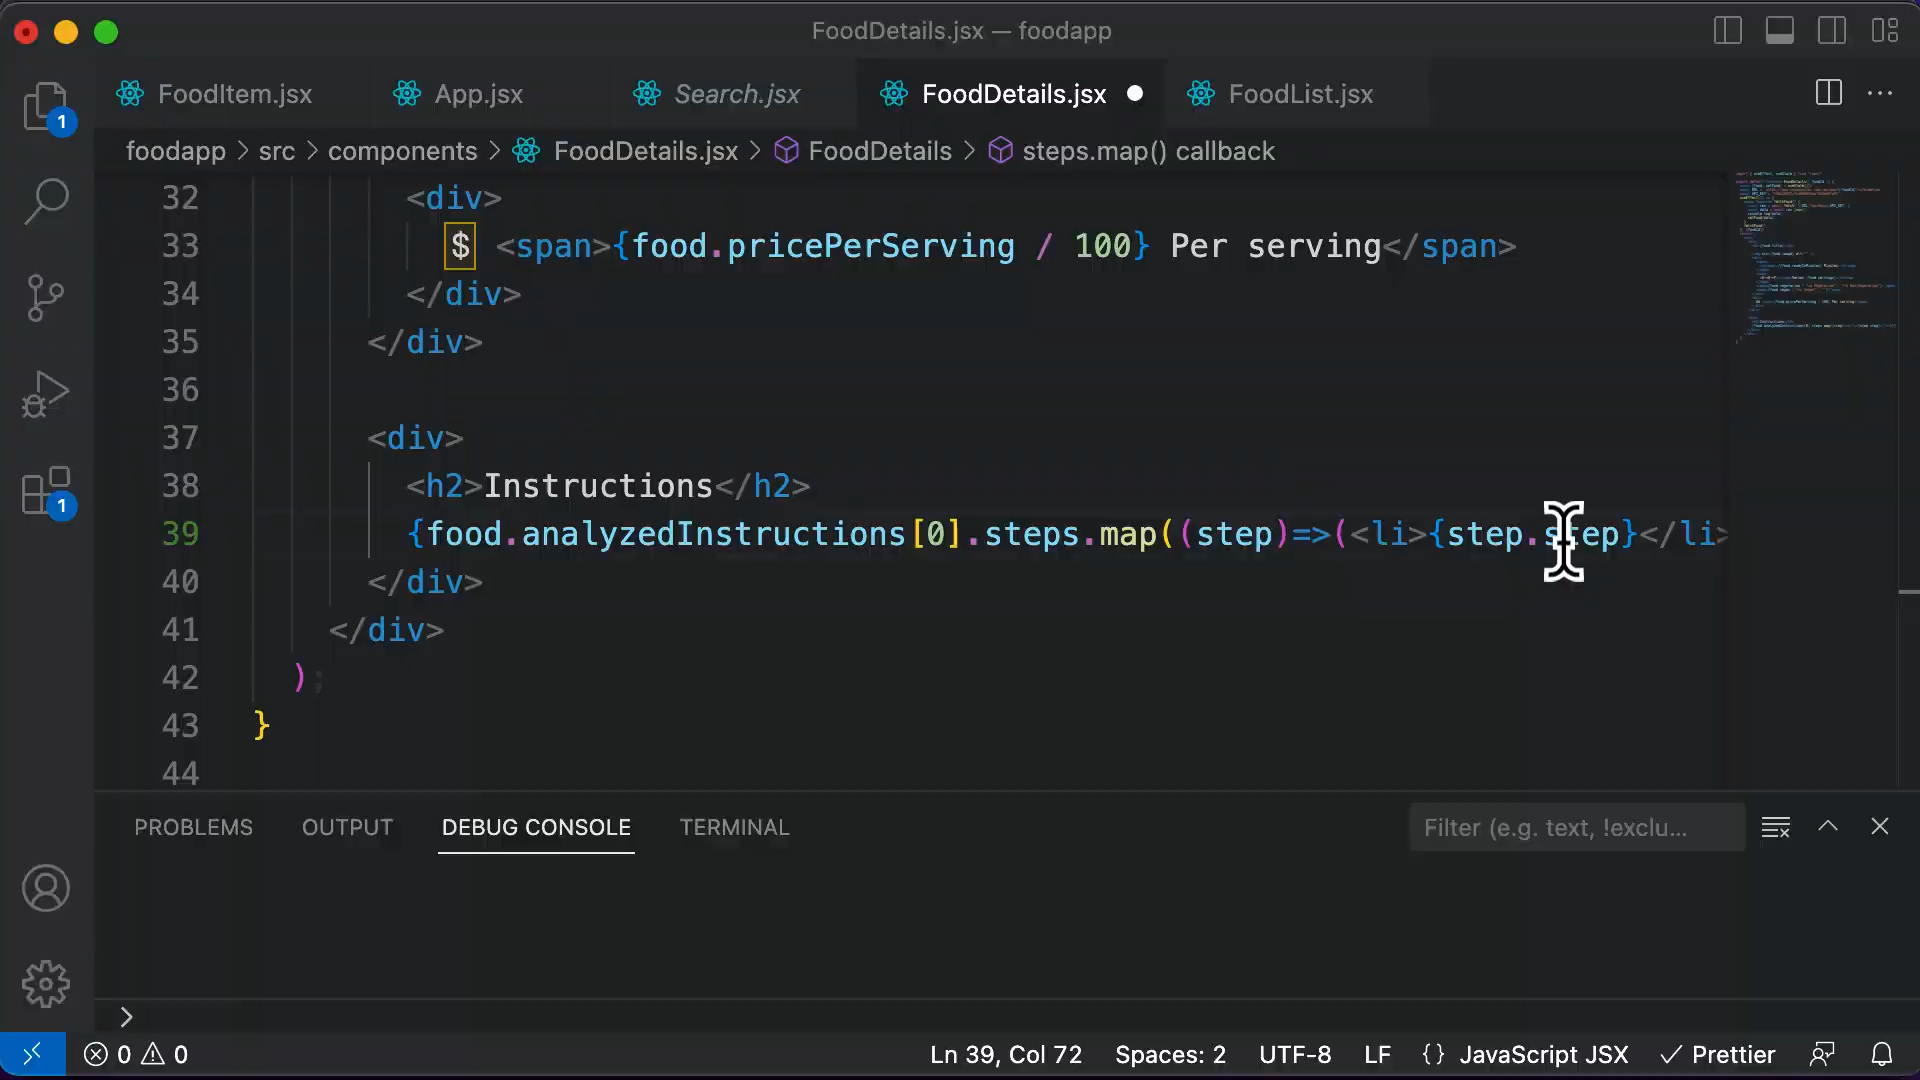 FoodDetails.jsx — foodapp
FoodItem.jsx App.jsx Search.jsx FoodDetails.jsx FoodList.jsx
1
foodapp > src > components > FoodDetails.jsx > FoodDetails > steps.map() callback
32 <div>
33 $ <span>{food.pricePerServing / 100} Per serving</span>
34 </div>
35 </div>
36
37 <div>
38 <h2>Instructions</h2>
39 {food.analyzedInstructions[0].steps.map((step)=>(<li>{step.step}</li>
40 </div>
41 </div>
42 );
43 }
44
1
PROBLEMS OUTPUT DEBUG CONSOLE TERMINAL Filter (e.g. text, !exclu...
>
0 0 Ln 39, Col 72 Spaces: 2 UTF-8 LF {} JavaScript JSX Prettier